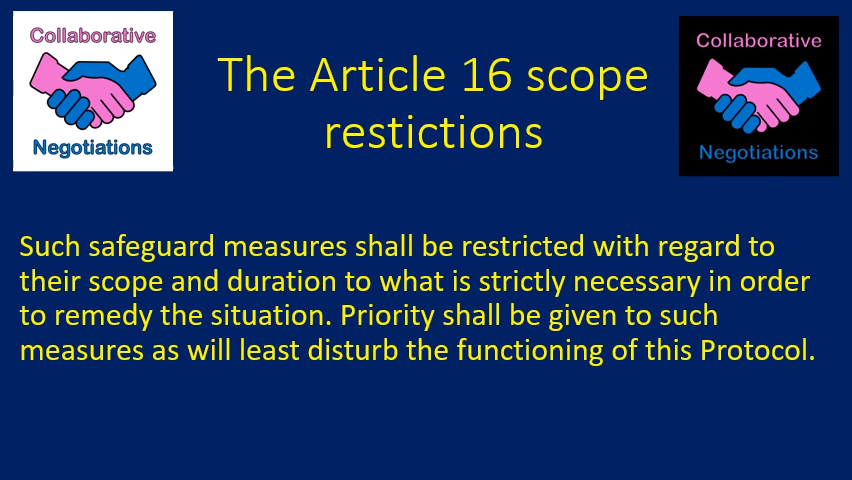 Collaborative
Negotiations
The Article 16 scope
restictions
Collaborative
Negotiations
Such safeguard measures shall be restricted with regard to
their scope and duration to what is strictly necessary in order
to remedy the situation. Priority shall be given to such
measures as will least disturb the functioning of this Protocol.